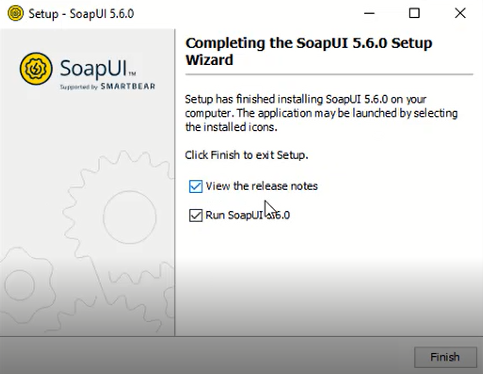 Setup - SoapUI 5.6.0
Completing the SoapUI 5.6.0 Setup
Wizard
SoapUI™
Supported by SMARTBEAR
Setup has finished installing SoapUI 5.6.0 on your
computer. The application may be launched by selecting
the installed icons.
Click Finish to exit Setup.
View the release notes
Run SoapUI 5.6.0
Finish